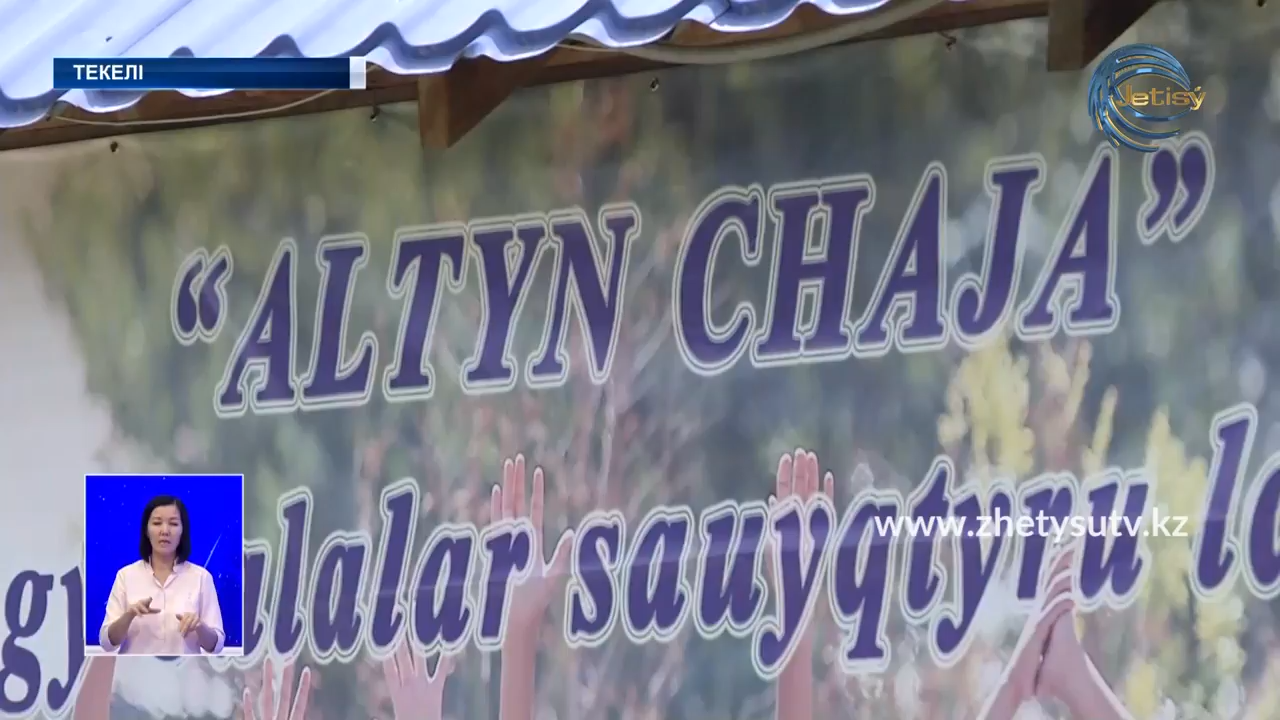 ТЕКЕЛІ
Jetisý
“ALTYN CHAJA”
balalar sauyqtyru
www.zhetysutv.kz